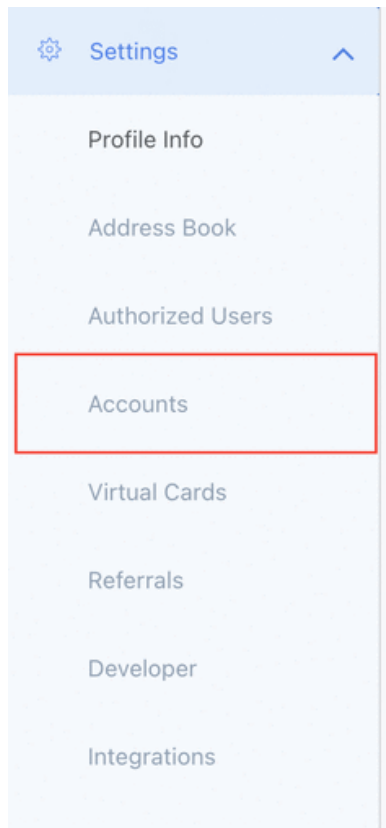 Settings
Profile Info
Address Book
Authorized Users
Accounts
Virtual Cards
Referrals
Developer
Integrations